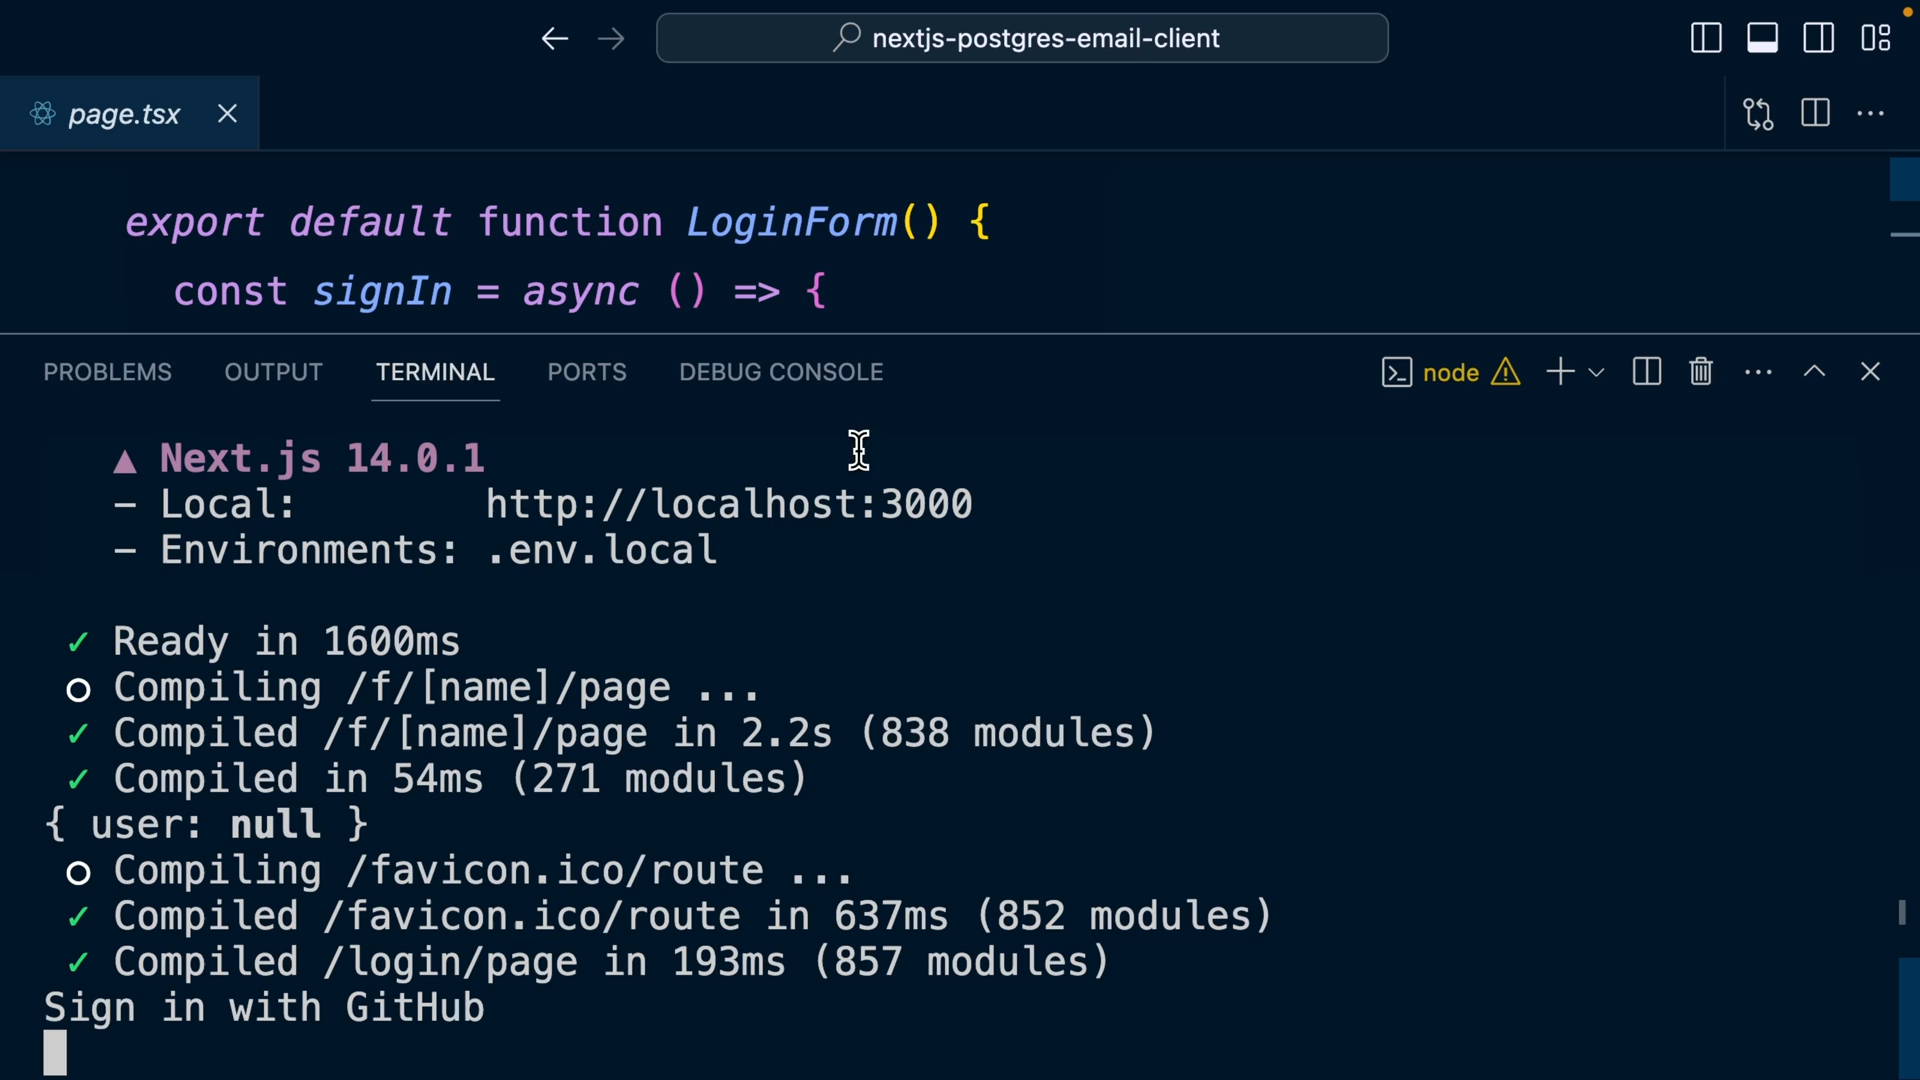 nextjs-postgres-email-client
page.tsx
export default function LoginForm() {
const signIn = async () => {
PROBLEMS OUTPUT TERMINAL PORTS DEBUG CONSOLE node
▲ Next.js 14.0.1
– Local: http://localhost:3000
– Environments: .env.local
✓ Ready in 1600ms
○ Compiling /f/[name]/page ...
✓ Compiled /f/[name]/page in 2.2s (838 modules)
✓ Compiled in 54ms (271 modules)
{ user: null }
○ Compiling /favicon.ico/route ...
✓ Compiled /favicon.ico/route in 637ms (852 modules)
✓ Compiled /login/page in 193ms (857 modules)
Sign in with GitHub